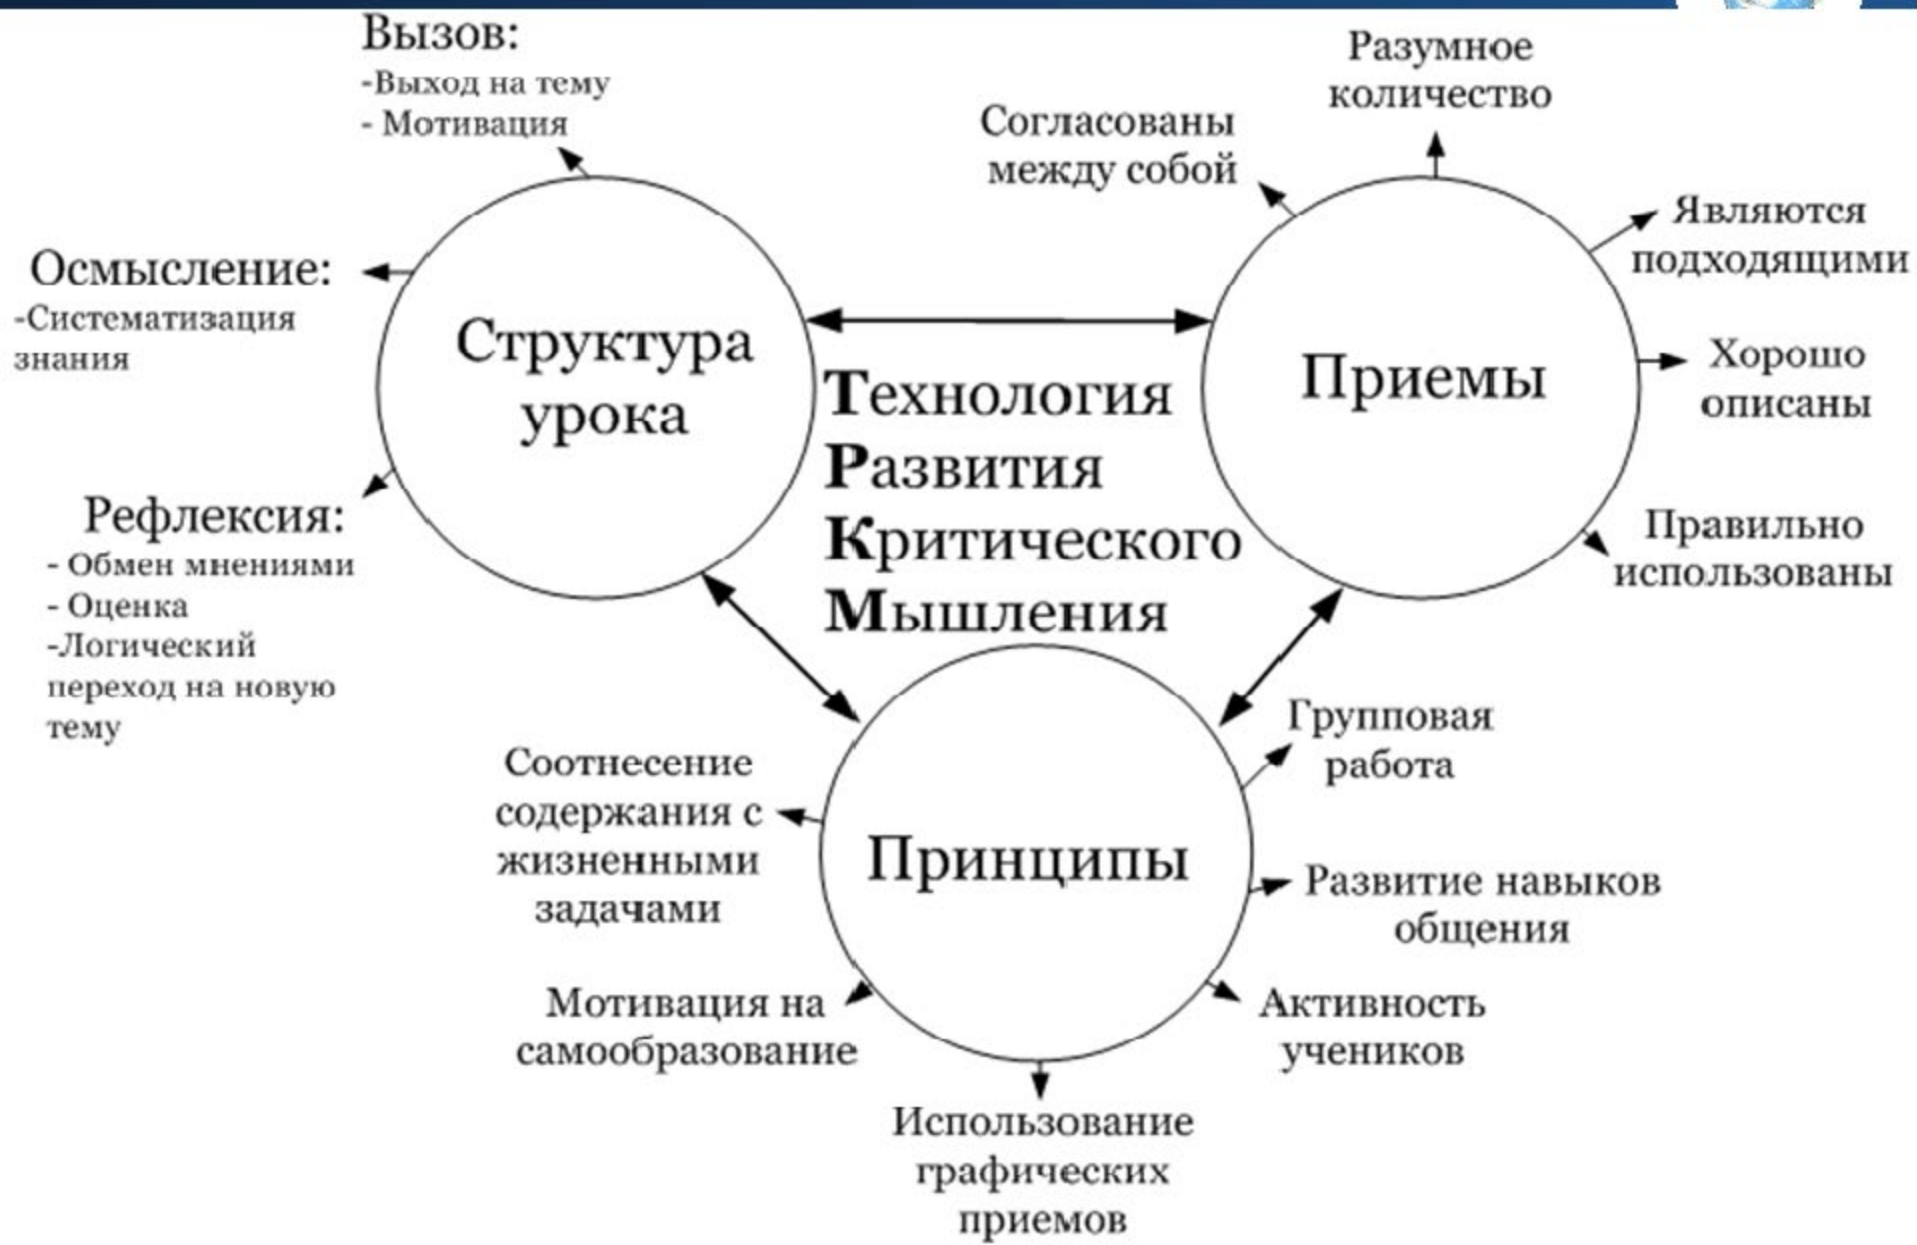 Вызов:
-Выход на тему
- Мотивация
Осмысление:
-Систематизация
знания
Рефлексия:
- Обмен мнениями
- Оценка
-Логический
переход на новую
тему
Структура
урока
Технология
Развития
Критического
Мышления
Согласованы
между собой
Разумное
количество
Являются
подходящими
Хорошо
описаны
Правильно
использованы
Приемы
Принципы
Соотнесение
содержания с
жизненными
задачами
Мотивация на
самообразование
Использование
графических
приемов
Групповая
работа
Развитие навыков
общения
Активность
учеников